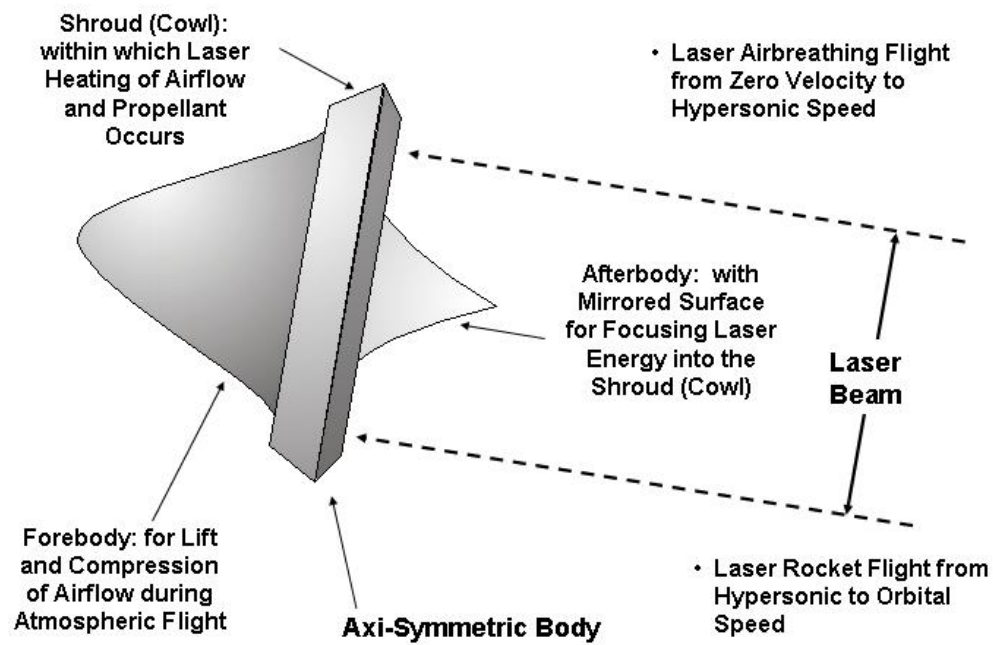 Shroud (Cowl):
within which Laser
Heating of Airflow
and Propellant
Occurs
• Laser Airbreathing Flight
from Zero Velocity to
Hypersonic Speed
Afterbody: with
Mirrored Surface
for Focusing Laser
Energy into the
Shroud (Cowl)
Laser
Beam
Forebody: for Lift
and Compression
of Airflow during
Atmospheric Flight
Axi-Symmetric Body
• Laser Rocket Flight from
Hypersonic to Orbital
Speed